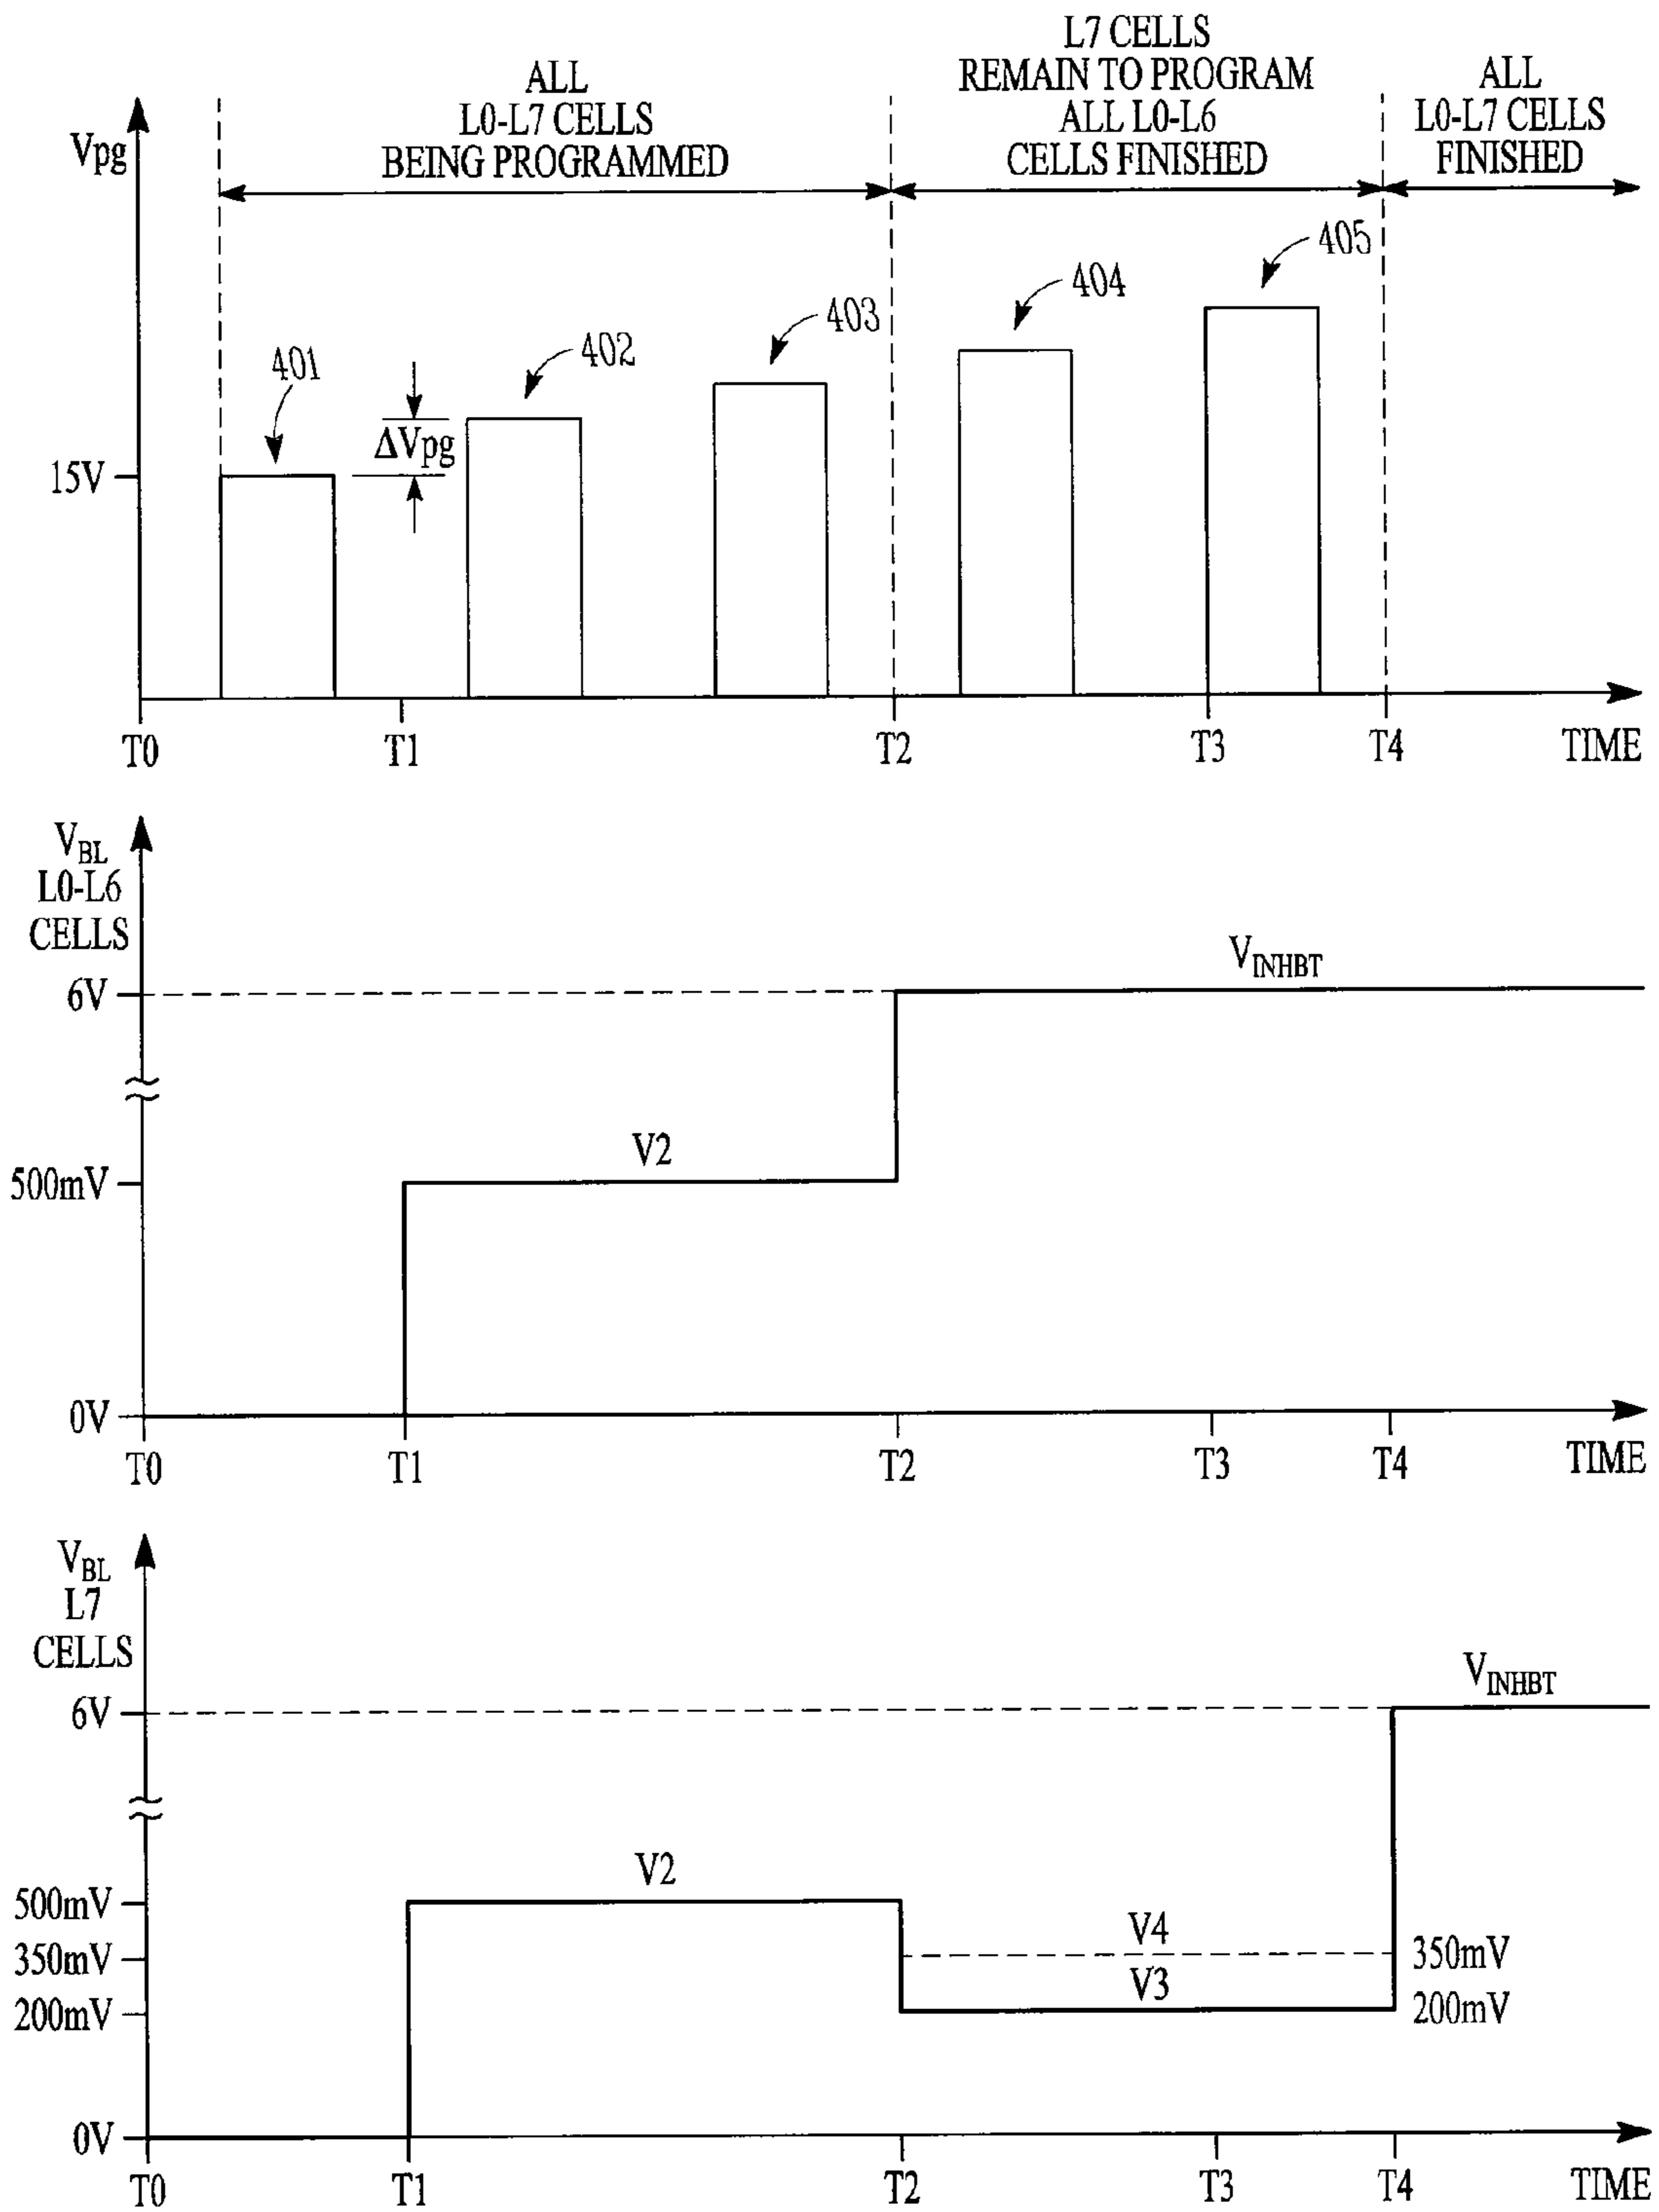 Vpg
ALL
L0-L7 CELLS
BEING PROGRAMMED
L7 CELLS
REMAIN TO PROGRAM
ALL L0-L6
CELLS FINISHED
ALL
L0-L7 CELLS
FINISHED
401
402
403
404
405
ΔVpg
15V
T0
T1
T2
T3
T4
TIME
VBL
L0-L6
CELLS
6V
VINHBT
500mV
V2
0V
T0
T1
T2
T3
T4
TIME
VBL
L7
CELLS
6V
VINHBT
500mV
350mV
200mV
V2
V4
V3
350mV
200mV
0V
T0
T1
T2
T3
T4
TIME